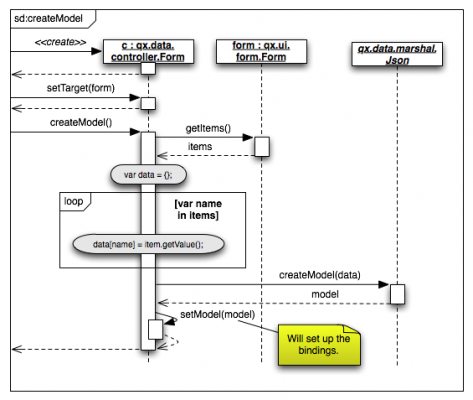 sd:createModel
<<create>>
c : qx.data.
controller.Form
form : qx.ui.
form.Form
qx.data.marshal.
Json
setTarget(form)
createModel()
getItems()
items
var data = {};
loop
[var name
in items]
data[name] = item.getValue();
createModel(data)
model
setModel(model)
Will set up the
bindings.